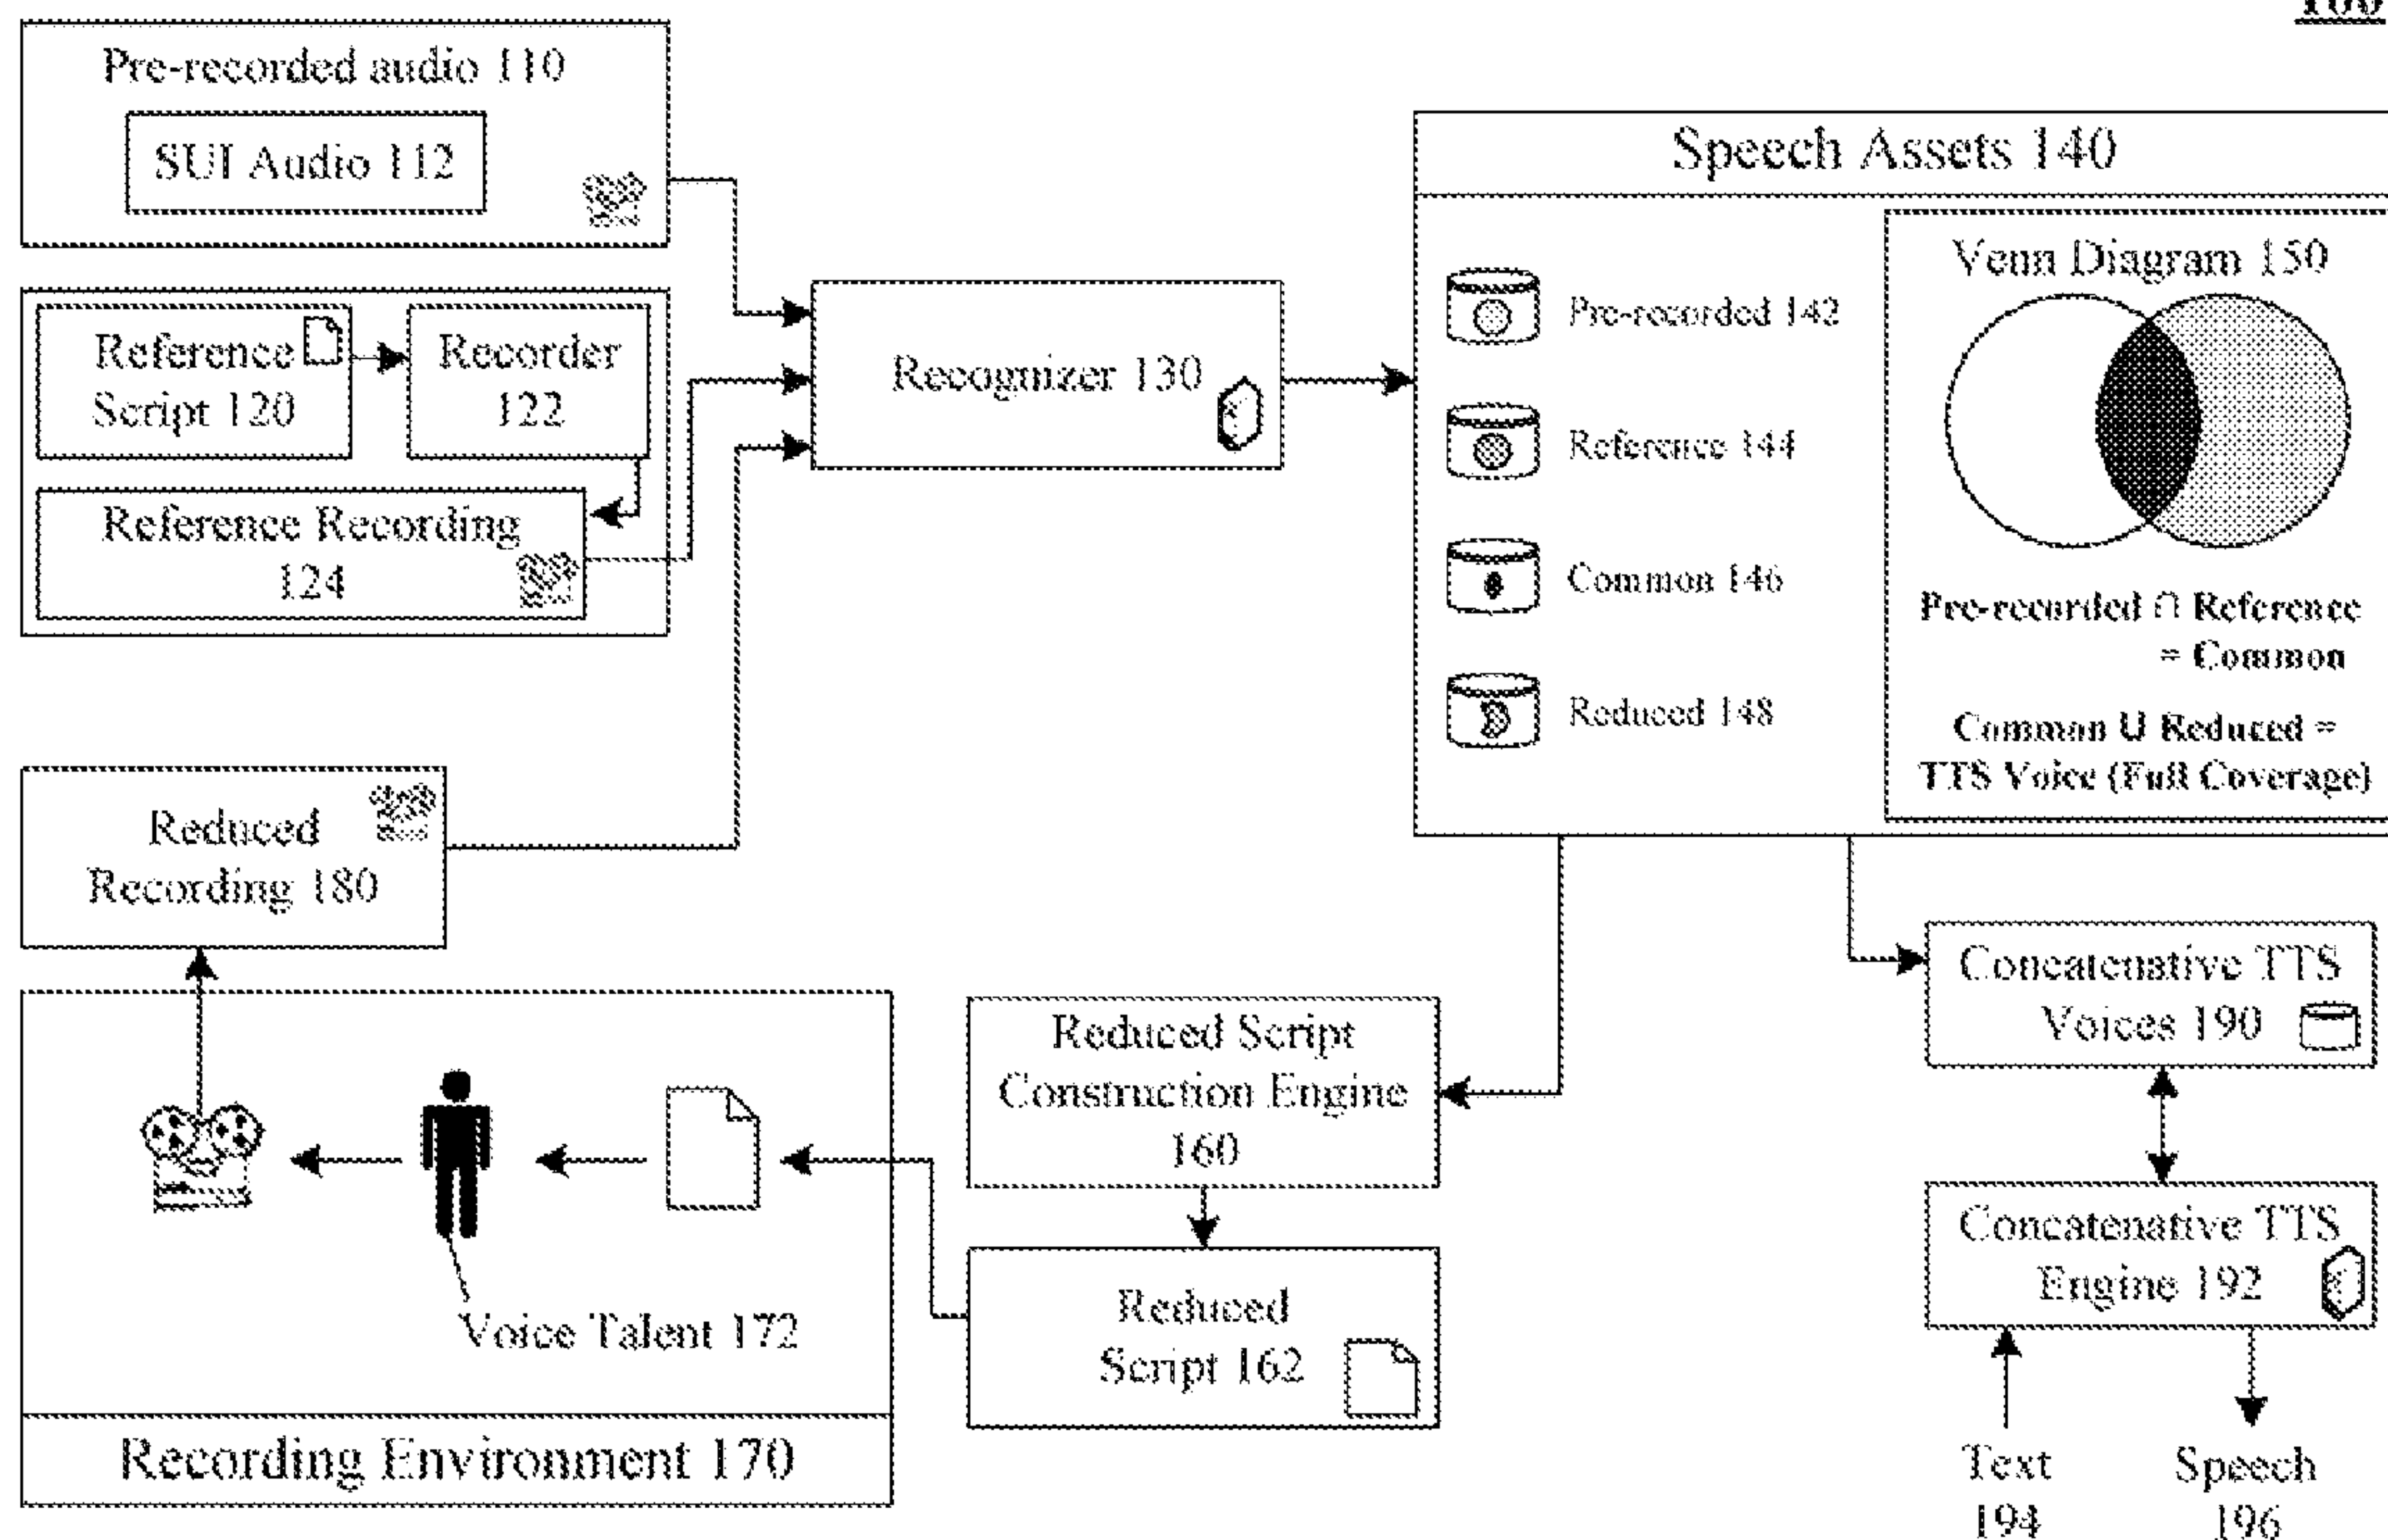 100
Pre-recorded audio 110
SUI Audio 112
Reference
Script 120
Recorder
122
Reference Recording
124
Recognizer 130
Speech Assets 140
Pre-recorded 142
Reference 144
Common 146
Reduced 148
Venn Diagram 150
Pre-recorded ∩ Reference
= Common
Common U Reduced =
TTS Voice (Full Coverage)
Reduced
Recording 180
Voice Talent 172
Recording Environment 170
Reduced Script
Construction Engine
160
Reduced
Script 162
Concatenative TTS
Voices 190
Concatenative TTS
Engine 192
Text
194
Speech
196